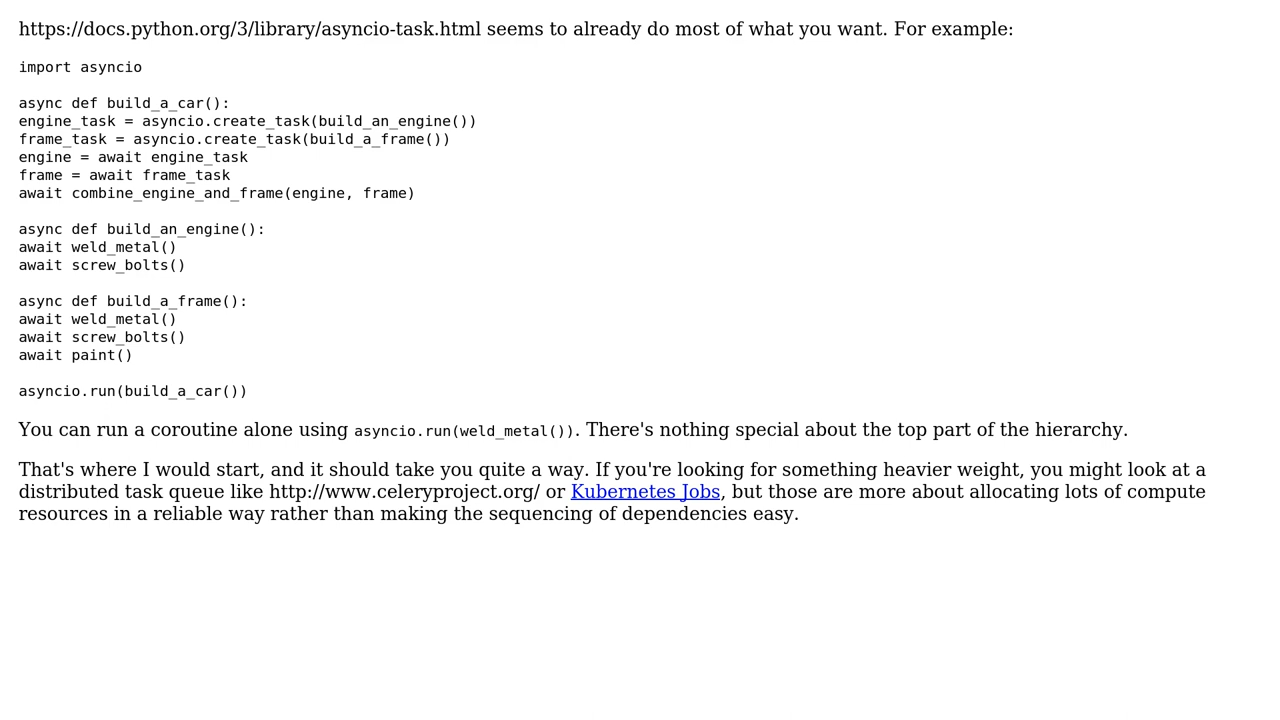 https://docs.python.org/3/library/asyncio-task.html seems to already do most of what you want. For example:
import asyncio
async def build_a_car():
engine_task = asyncio.create_task(build_an_engine())
frame_task = asyncio.create_task(build_a_frame())
engine = await engine_task
frame = await frame_task
await combine_engine_and_frame(engine, frame)
async def build_an_engine():
await weld_metal()
await screw_bolts()
async def build_a_frame():
await weld_metal()
await screw_bolts()
await paint()
asyncio.run(build_a_car())
You can run a coroutine alone using asyncio.run(weld_metal()). There's nothing special about the top part of the hierarchy.
That's where I would start, and it should take you quite a way. If you're looking for something heavier weight, you might look at a
distributed task queue like http://www.celeryproject.org/ or Kubernetes Jobs, but those are more about allocating lots of compute
resources in a reliable way rather than making the sequencing of dependencies easy.